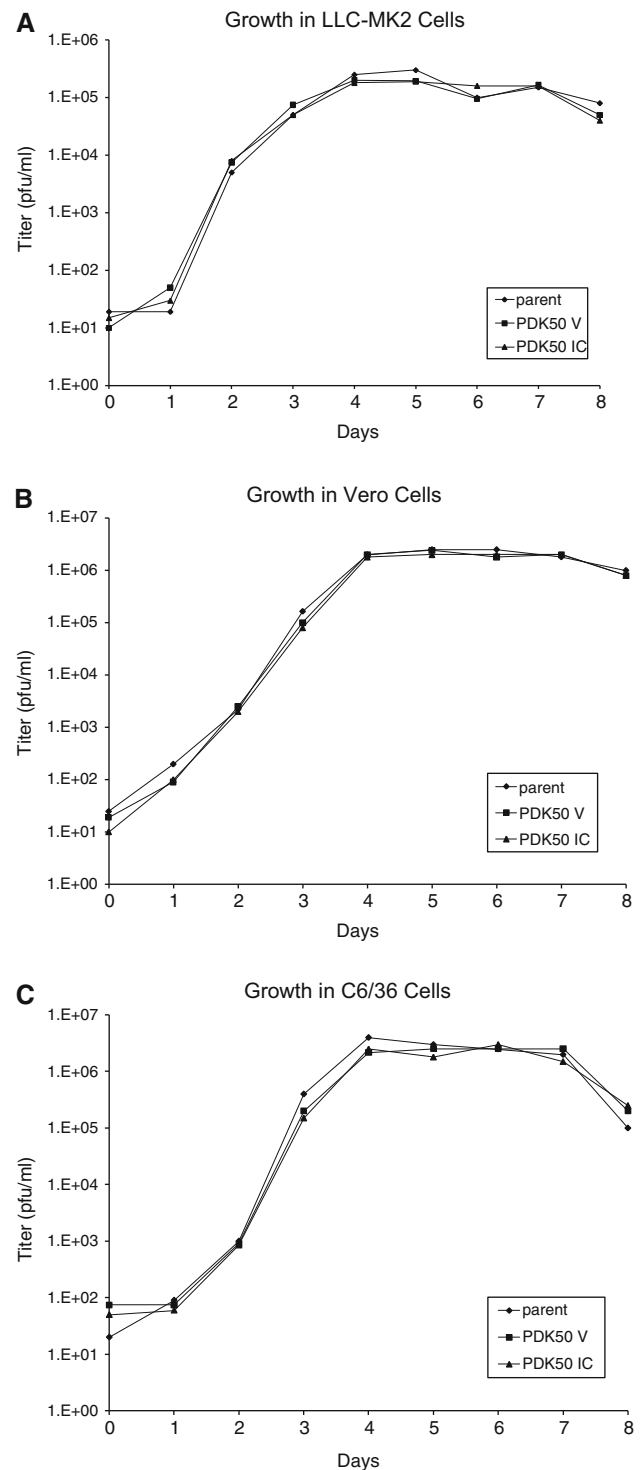 A
Growth in LLC-MK2 Cells
Titer (pfu/ml)
1.E+06
1.E+05
1.E+04
1.E+03
1.E+02
1.E+01
1.E+00
parent
PDK50 V
PDK50 IC
0 1 2 3 4 5 6 7 8
Days
B
Growth in Vero Cells
Titer (pfu/ml)
1.E+07
1.E+06
1.E+05
1.E+04
1.E+03
1.E+02
1.E+01
1.E+00
parent
PDK50 V
PDK50 IC
0 1 2 3 4 5 6 7 8
Days
C
Growth in C6/36 Cells
Titer (pfu/ml)
1.E+07
1.E+06
1.E+05
1.E+04
1.E+03
1.E+02
1.E+01
1.E+00
parent
PDK50 V
PDK50 IC
0 1 2 3 4 5 6 7 8
Days